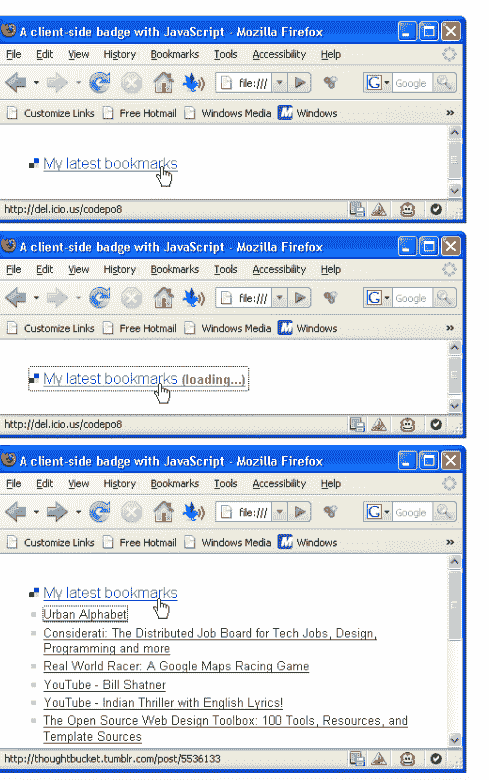 A client-side badge with JavaScript - Mozilla Firefox
File Edit View History Bookmarks Tools Accessibility Help
file:/// G Google
Customize Links Free Hotmail Windows Media Windows »
My latest bookmarks
http://del.icio.us/codepo8
A client-side badge with JavaScript - Mozilla Firefox
File Edit View History Bookmarks Tools Accessibility Help
file:/// G Google
Customize Links Free Hotmail Windows Media Windows »
My latest bookmarks (loading...)
http://del.icio.us/codepo8
A client-side badge with JavaScript - Mozilla Firefox
File Edit View History Bookmarks Tools Accessibility Help
file:/// G Google
Customize Links Free Hotmail Windows Media Windows »
My latest bookmarks
Urban Alphabet
Considerati: The Distributed Job Board for Tech Jobs, Design,
Programming and more
Real World Racer: A Google Maps Racing Game
YouTube - Bill Shatner
YouTube - Indian Thriller with English Lyrics!
The Open Source Web Design Toolbox: 100 Tools, Resources, and
Template Sources
http://thoughtbucket.tumblr.com/post/5536133